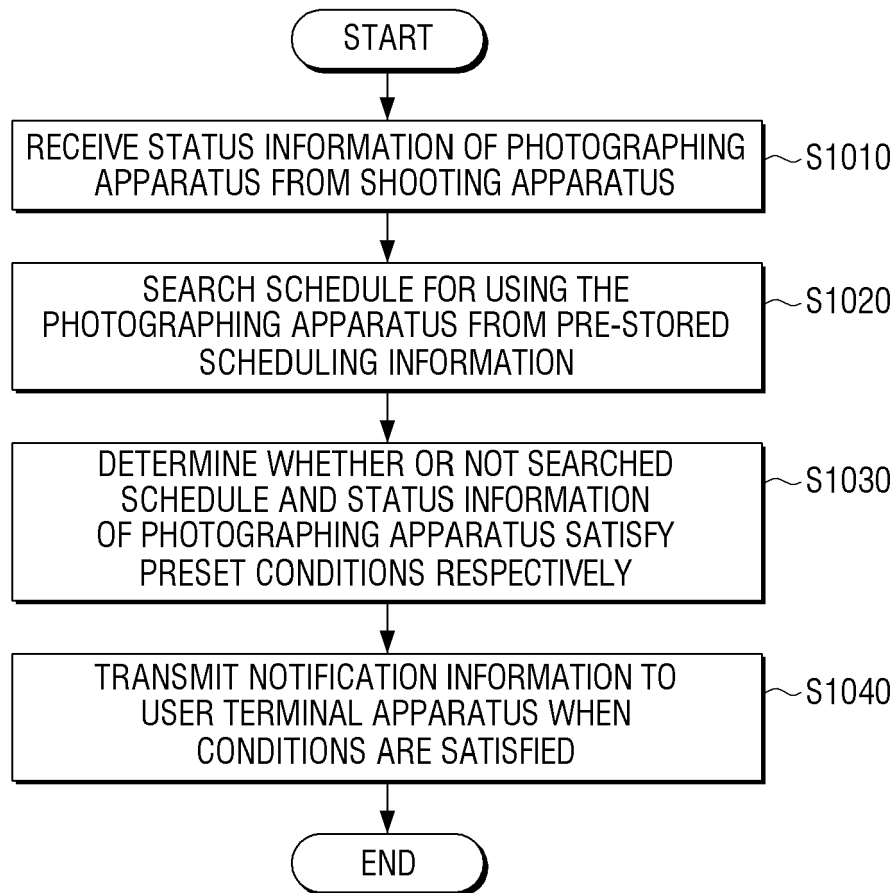 START
RECEIVE STATUS INFORMATION OF PHOTOGRAPHING
APPARATUS FROM SHOOTING APPARATUS
S1010
SEARCH SCHEDULE FOR USING THE
PHOTOGRAPHING APPARATUS FROM PRE-STORED
SCHEDULING INFORMATION
S1020
DETERMINE WHETHER OR NOT SEARCHED
SCHEDULE AND STATUS INFORMATION
OF PHOTOGRAPHING APPARATUS SATISFY
PRESET CONDITIONS RESPECTIVELY
S1030
TRANSMIT NOTIFICATION INFORMATION TO
USER TERMINAL APPARATUS WHEN
CONDITIONS ARE SATISFIED
S1040
END